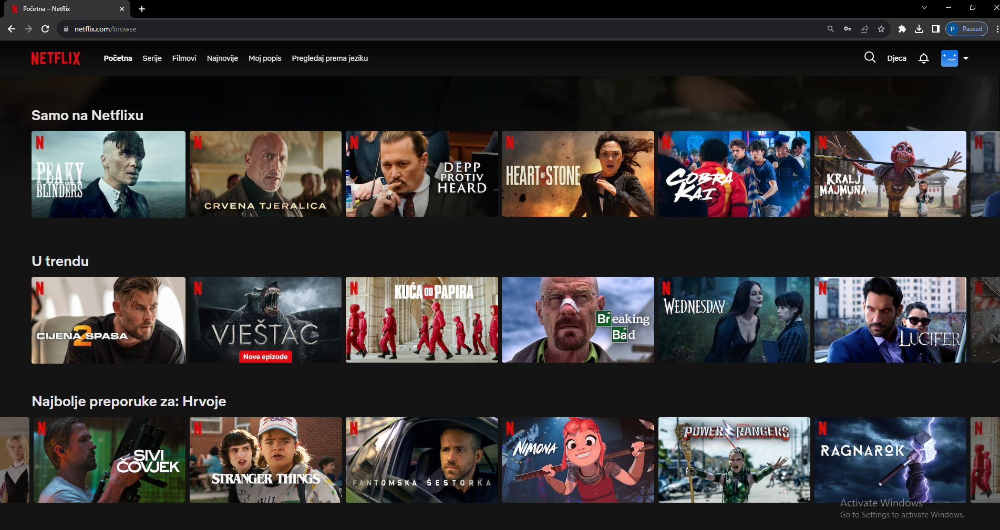 Početna – Netflix
netflix.com/browse
P Paused
NETFLIX Početna Serije Filmovi Najnovije Moj popis Pregledaj prema jeziku Djeca
Samo na Netflixu
N
PEAKY
BLINDERS
N
CRVENA TJERALICA
N
DEPP
PROTIV
HEARD
N
HEART OF STONE
N
COBRA
KAI
N
KRALJ
MAJMUNA
N
U trendu
N
CIJENA SPASA
2
N
VJEŠTAC
Nove epizode
N
KUĆA OD PAPIRA
Breaking
Bad
N
WEDNESDAY
N
LUCIFER
N
Najbolje preporuke za: Hrvoje
N
SIVI
ČOVJEK
N
STRANGER THINGS
N
FANTOMSKA ŠESTORKA
N
NIMONA
POWER RANGERS
N
RAGNAROK
N
Activate Windows
Go to Settings to activate Windows.